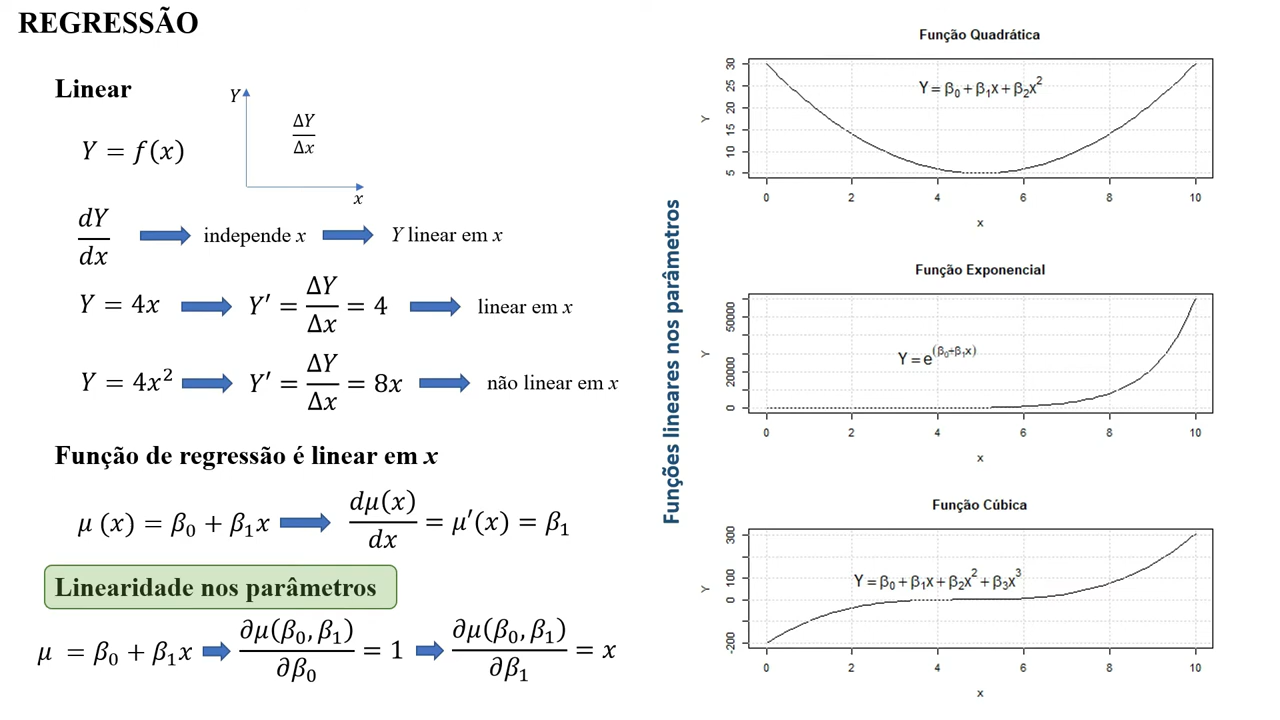 REGRESSÃO
Linear
Y = f(x)
Y
ΔY/Δx
x
dY/dx → independe x → Y linear em x
Y = 4x → Y′ = ΔY/Δx = 4 → linear em x
Y = 4x² → Y′ = ΔY/Δx = 8x → não linear em x
Função de regressão é linear em x
μ (x) = β₀ + β₁x → dμ(x)/dx = μ′(x) = β₁
Linearidade nos parâmetros
μ = β₀ + β₁x → ∂μ(β₀, β₁)/∂β₀ = 1 → ∂μ(β₀, β₁)/∂β₁ = x
Funções lineares nos parâmetros
Função Quadrática
Y = β₀ + β₁x + β₂x²
Y
30
25
20
15
10
5
0 2 4 6 8 10
x
Função Exponencial
Y = e^(β₀+β₁x)
Y
50000
20000
0
0 2 4 6 8 10
x
Função Cúbica
Y = β₀ + β₁x + β₂x² + β₃x³
Y
300
100
0
-200
0 2 4 6 8 10
x